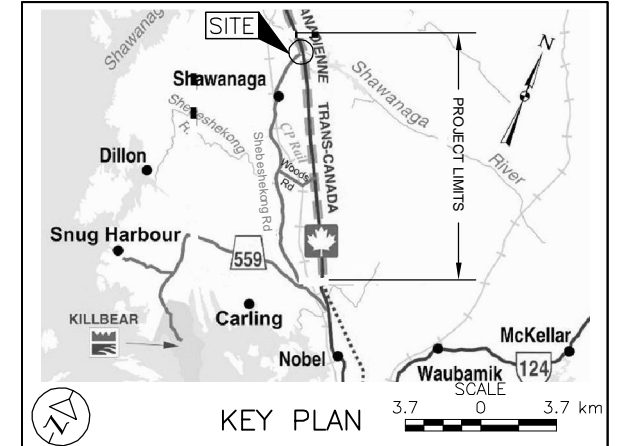 SITE
Shawanaga
ANADIENNE
N
Shawanaga
Shawanaga
Shebeshekong
R.
TRANS-CANADA
PROJECT LIMITS
CP Rail
Shebeshekong Rd
Dillon
Woods
Rd
River
Snug Harbour
559
KILLBEAR
Carling
Nobel
McKellar
Waubamik
124
N
KEY PLAN
SCALE
3.7 0 3.7 km